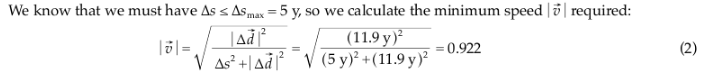 We know that we must have Δs ≤ Δs_max = 5 y, so we calculate the minimum speed |v⃗| required:
|v⃗| = √(|Δd⃗|² / (Δs² + |Δd⃗|²)) = √((11.9 y)² / ((5 y)² + (11.9 y)²)) = 0.922 (2)